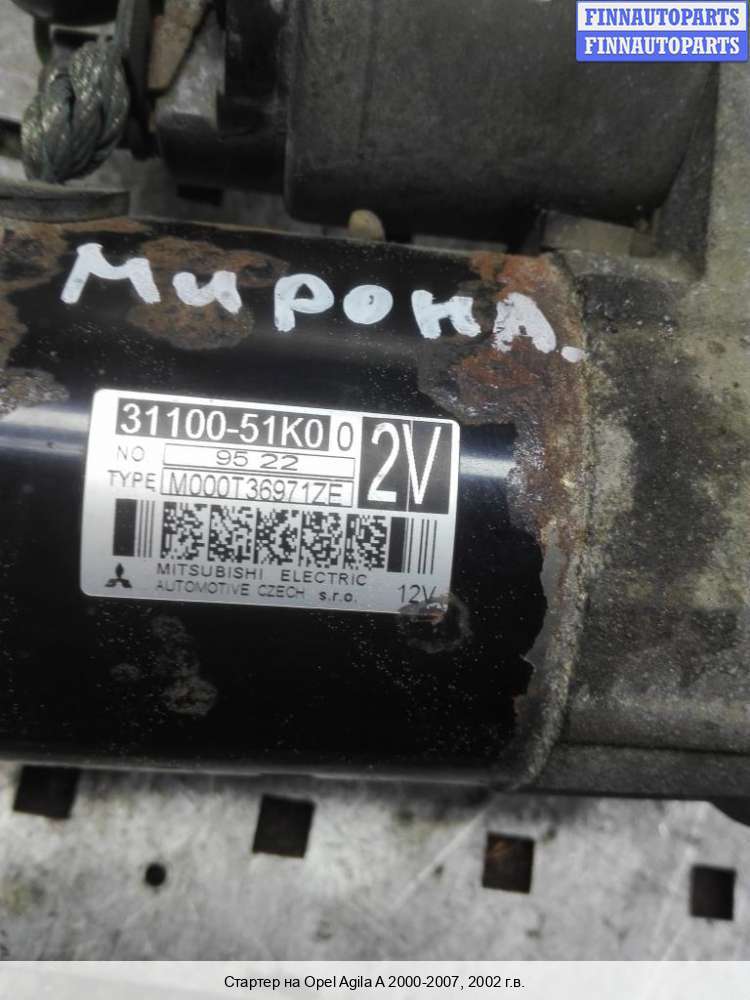 FINNAUTOPARTS
FINNAUTOPARTS
МИРОНА.
31100-51K0 0 2V
NO 95 22
TYPE M000T36971ZE
MITSUBISHI ELECTRIC
AUTOMOTIVE CZECH s.r.o. 12V
Стартер на Opel Agila A 2000-2007, 2002 г.в.